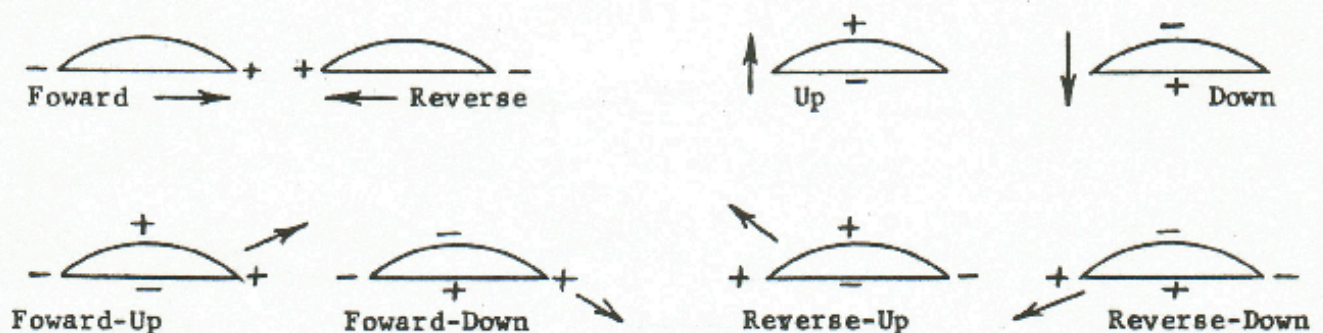 + −
− + + − − +
Foward Reverse Up Down
+ − + −
− + − + + − + −
− + − +
Foward-Up Foward-Down Reverse-Up Reverse-Down